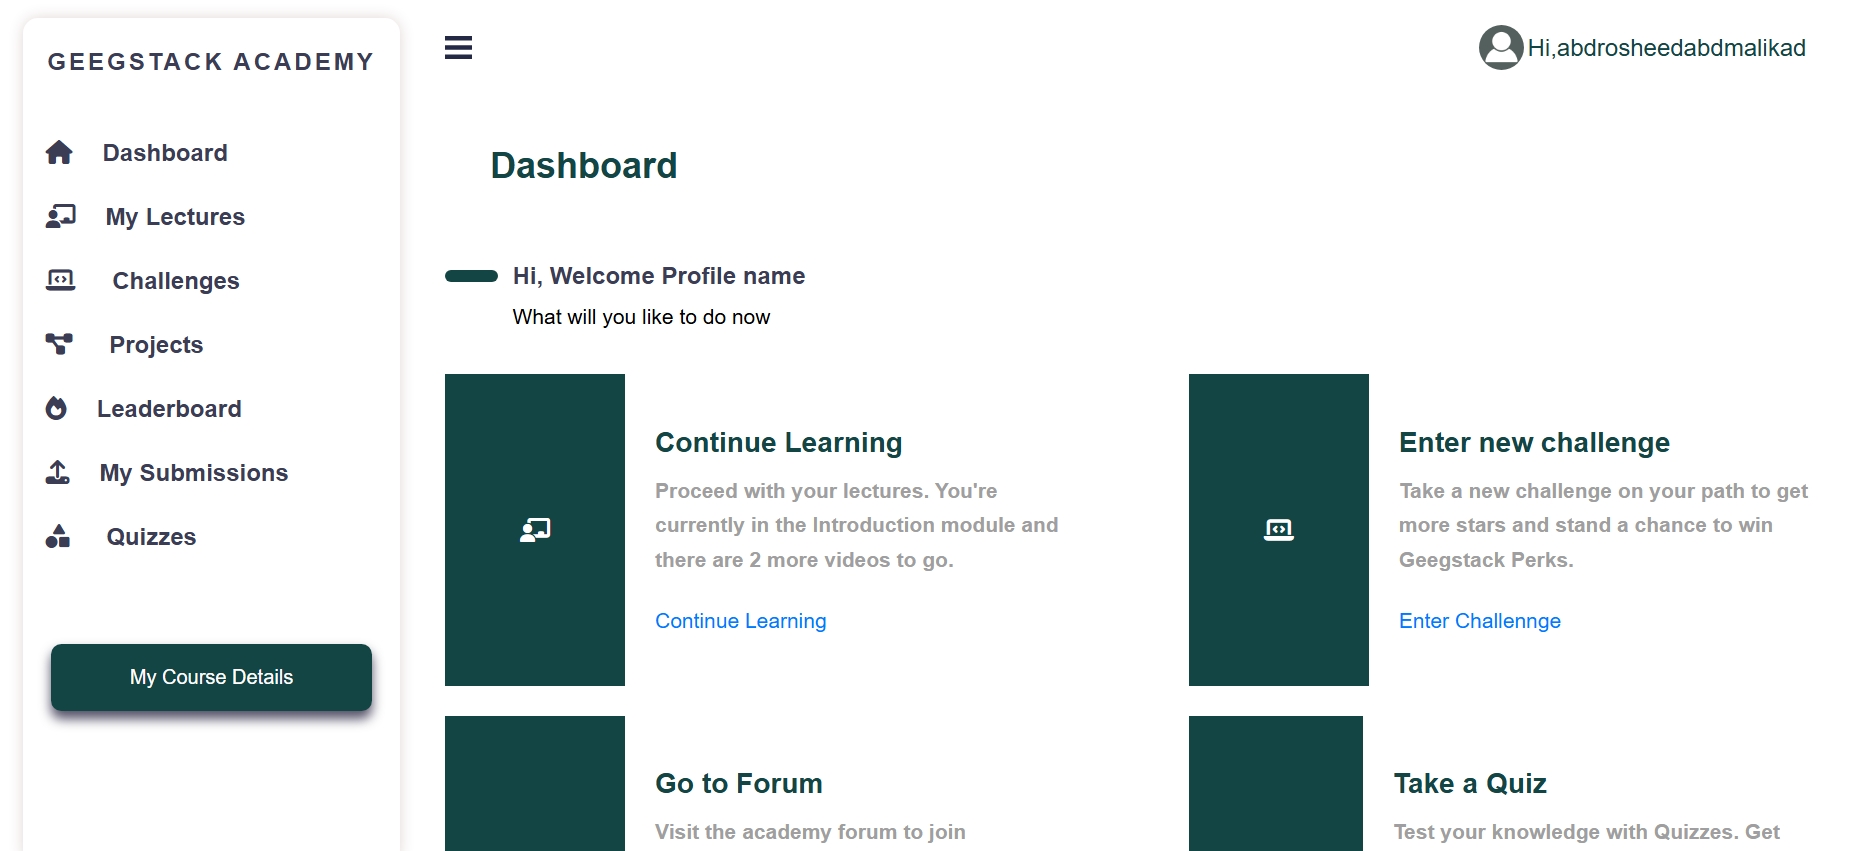 GEEGSTACK ACADEMY
Dashboard
My Lectures
Challenges
Projects
Leaderboard
My Submissions
Quizzes
My Course Details
Hi,abdrosheedabdmalikad
Dashboard
Hi, Welcome Profile name
What will you like to do now
Continue Learning
Proceed with your lectures. You're
currently in the Introduction module and
there are 2 more videos to go.
Continue Learning
Enter new challenge
Take a new challenge on your path to get
more stars and stand a chance to win
Geegstack Perks.
Enter Challennge
Go to Forum
Visit the academy forum to join
Take a Quiz
Test your knowledge with Quizzes. Get